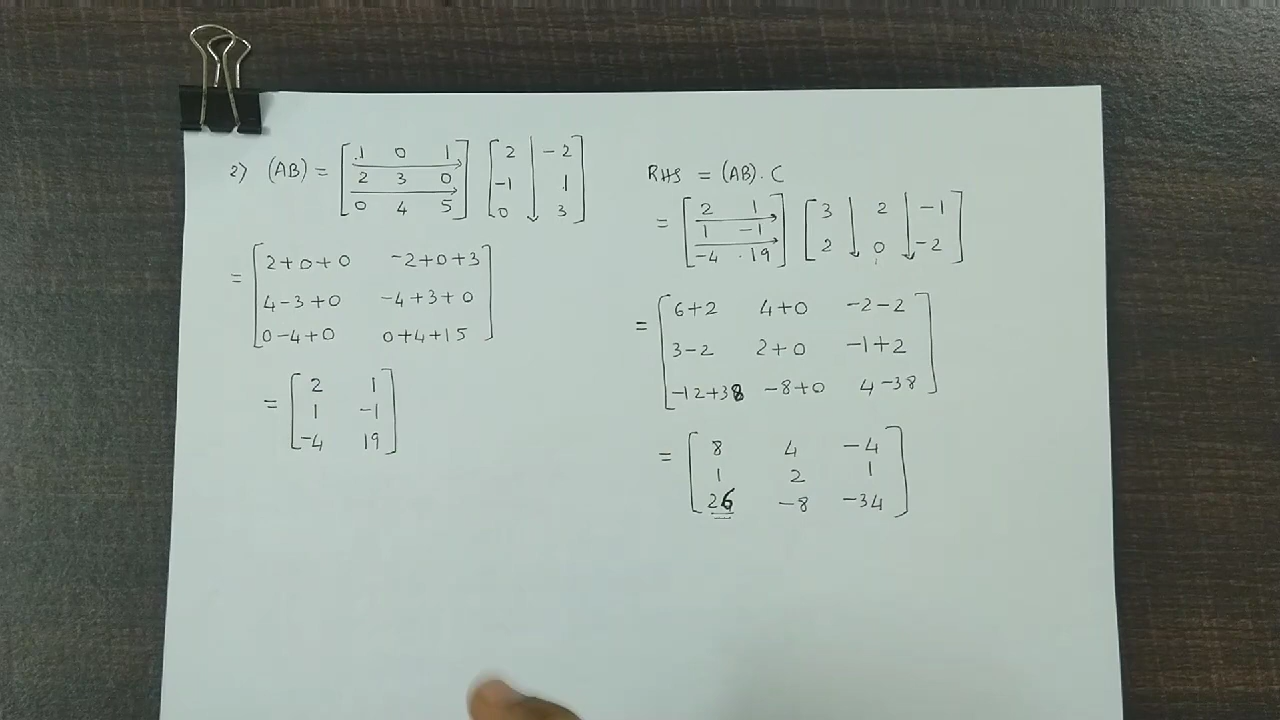 2) (AB) = [1 0 1] [2 -2]
[2 3 0] [-1 1]
[0 4 5] [0 3]
= [2+0+0 -2+0+3]
[4-3+0 -4+3+0]
[0-4+0 0+4+15]
= [2 1]
[1 -1]
[-4 19]
RHS = (AB). C
= [2 1] [3 2 -1]
[1 -1] [2 0 -2]
[-4 19]
= [6+2 4+0 -2-2]
[3-2 2+0 -1+2]
[-12+38 -8+0 4-38]
= [8 4 -4]
[1 2 1]
[26 -8 -34]